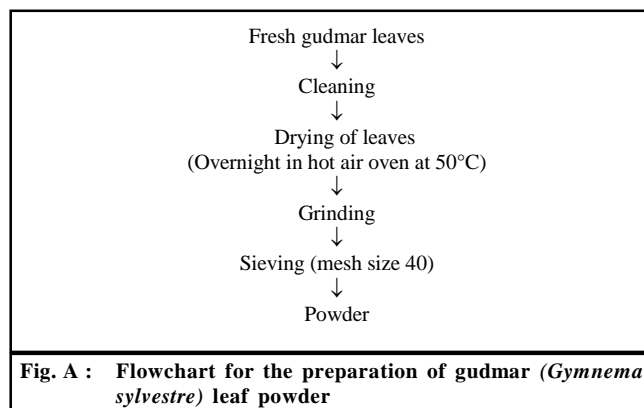 Fresh gudmar leaves
↓
Cleaning
↓
Drying of leaves
(Overnight in hot air oven at 50°C)
↓
Grinding
↓
Sieving (mesh size 40)
↓
Powder
Fig. A : Flowchart for the preparation of gudmar (Gymnema
sylvestre) leaf powder